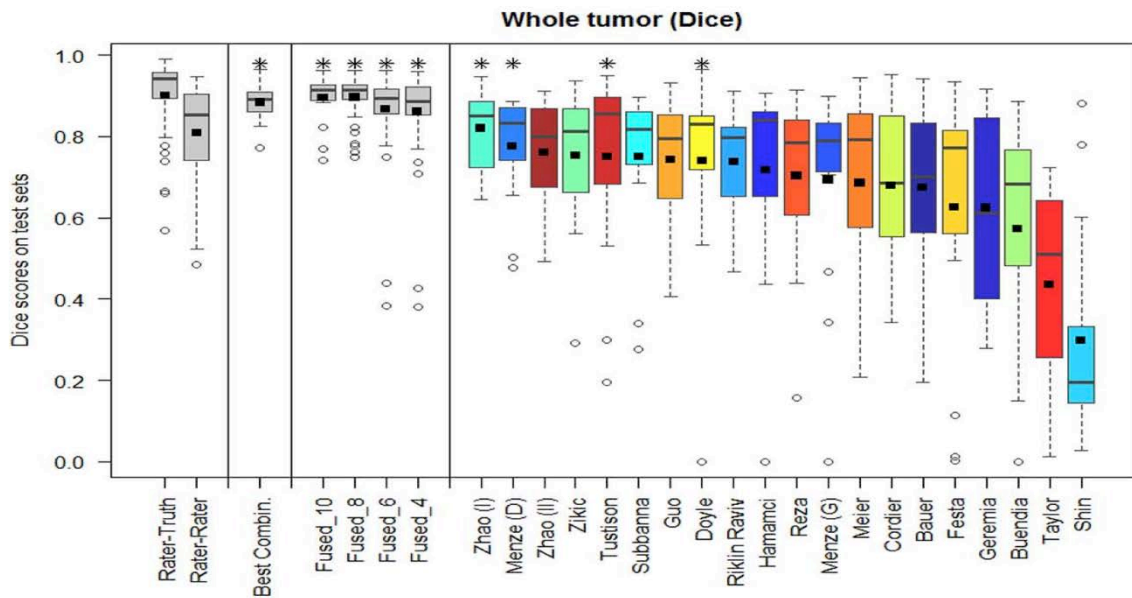 Whole tumor (Dice)
Dice scores on test sets
1.0
0.8
0.6
0.4
0.2
0.0
* * * * * * * * *
Rater-Truth
Rater-Rater
Best Combin.
Fused_10
Fused_8
Fused_6
Fused_4
Zhao (I)
Menze (D)
Zhao (II)
Zikic
Tustison
Subbanna
Guo
Doyle
Riklin Raviv
Hamamci
Reza
Menze (G)
Meier
Cordier
Bauer
Festa
Geremia
Buendia
Taylor
Shin